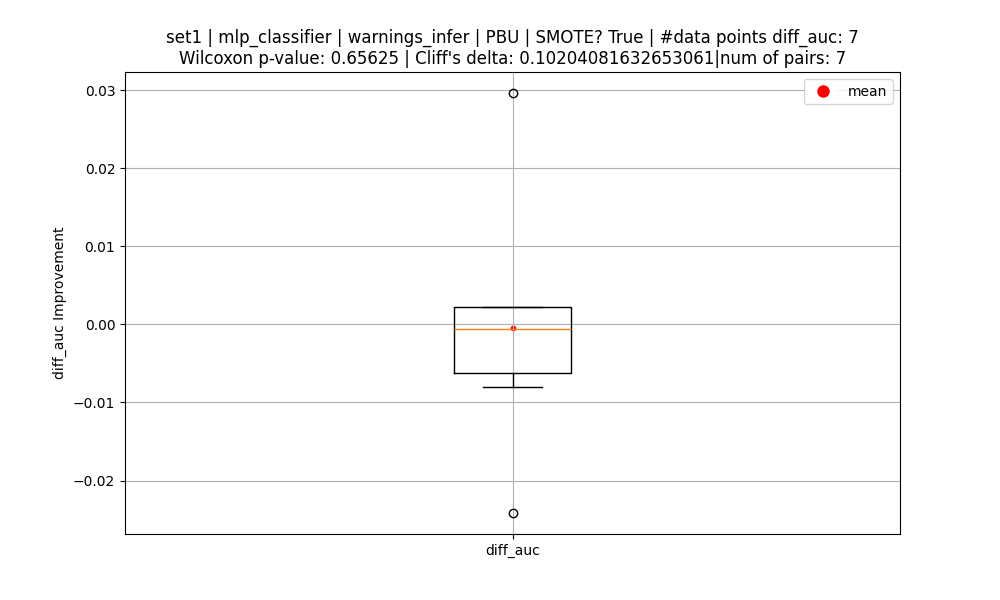 set1 | mlp_classifier | warnings_infer | PBU | SMOTE? True | #data points diff_auc: 7
Wilcoxon p-value: 0.65625 | Cliff's delta: 0.10204081632653061|num of pairs: 7
mean
0.03
0.02
0.01
0.00
−0.01
−0.02
diff_auc Improvement
diff_auc